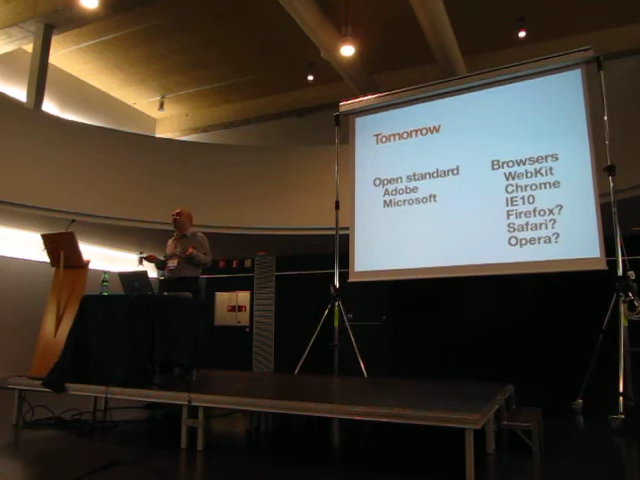 Tomorrow
Open standard
Adobe
Microsoft
Browsers
WebKit
Chrome
IE10
Firefox?
Safari?
Opera?